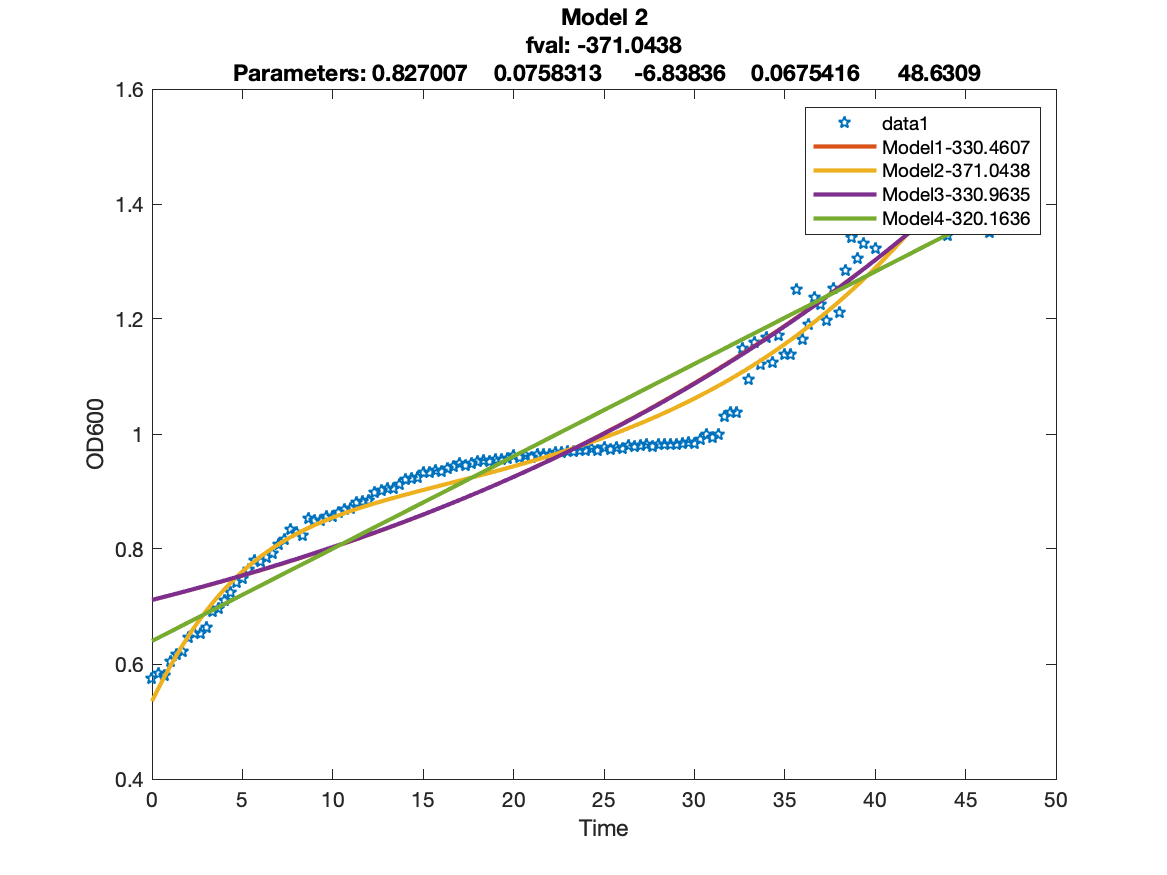 Model 2
fval: -371.0438
Parameters: 0.827007 0.0758313 -6.83836 0.0675416 48.6309
1.6
1.4
1.2
1
0.8
0.6
0.4
OD600
data1
Model1-330.4607
Model2-371.0438
Model3-330.9635
Model4-320.1636
0 5 10 15 20 25 30 35 40 45 50
Time